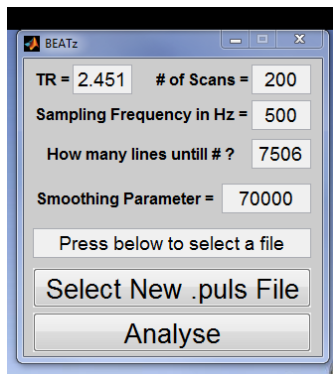 BEATz
TR = 2.451 # of Scans = 200
Sampling Frequency in Hz = 500
How many lines untill # ? 7506
Smoothing Parameter = 70000
Press below to select a file
Select New .puls File
Analyse